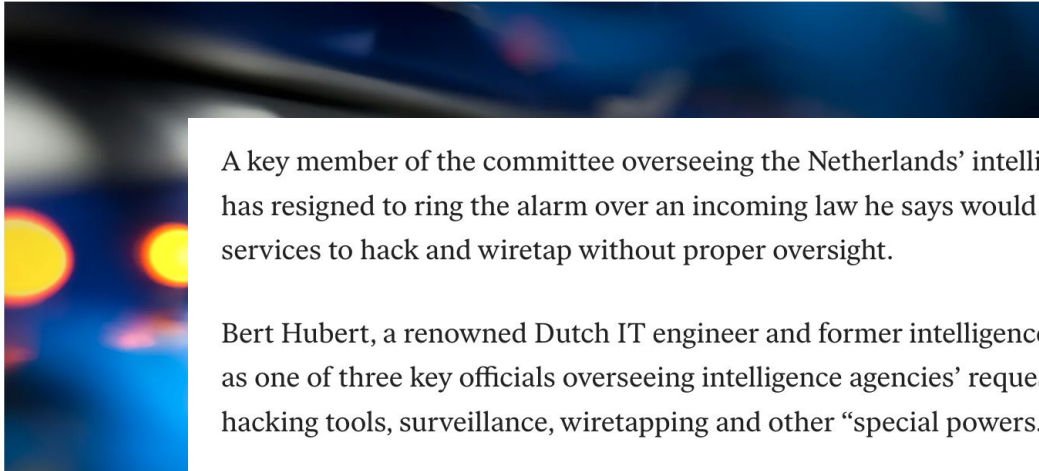 A key member of the committee overseeing the Netherlands’ intelli
has resigned to ring the alarm over an incoming law he says would
services to hack and wiretap without proper oversight.
Bert Hubert, a renowned Dutch IT engineer and former intelligenc
as one of three key officials overseeing intelligence agencies’ reque
hacking tools, surveillance, wiretapping and other “special powers.